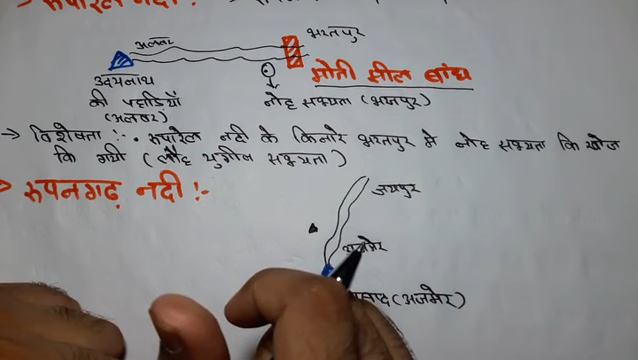 रुपारेल नदी :-
अलवर
भरतपुर
उदयनाथ
की पहाडियाँ
(अलवर)
मोती झील बांध
नोह सभ्यता (भरतपुर)
→ विशेषता :- . रुपारेल नदी के किनारे भरतपुर मे नोह सभ्यता कि खोज
कि गयी (लौह युगीन सभ्यता)
रुपनगढ़ नदी :-
जयपुर
अजमेर
(अजमेर)